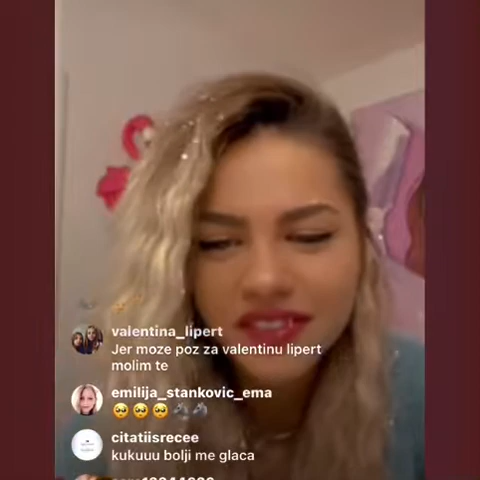 valentina_lipert
Jer moze poz za valentinu lipert
molim te
emilija_stankovic_ema
🥺🥺🥺
citatiisrecee
kukuuu bolji me glaca